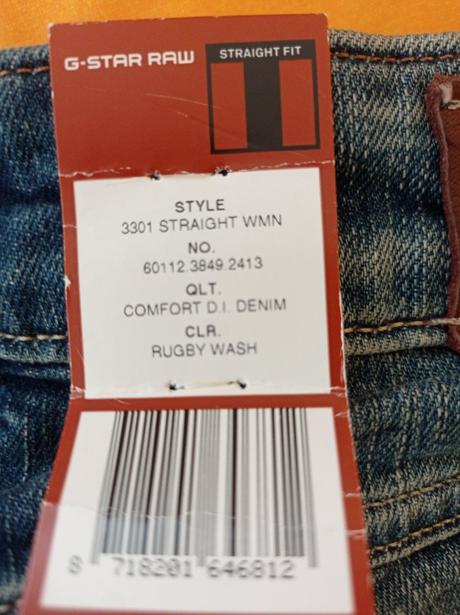 G-STAR RAW
STRAIGHT FIT
STYLE
3301 STRAIGHT WMN
NO.
60112.3849.2413
QLT.
COMFORT D.I. DENIM
CLR.
RUGBY WASH
8 718201 646812